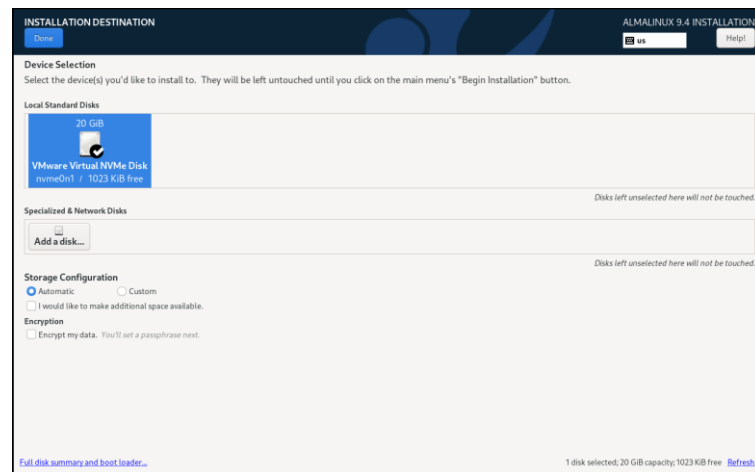 INSTALLATION DESTINATION
ALMALINUX 9.4 INSTALLATION
Done
us
Help!
Device Selection
Select the device(s) you'd like to install to. They will be left untouched until you click on the main menu's "Begin Installation" button.
Local Standard Disks
20 GiB
VMware Virtual NVMe Disk
nvme0n1 / 1023 KiB free
Disks left unselected here will not be touched.
Specialized & Network Disks
Add a disk...
Disks left unselected here will not be touched.
Storage Configuration
Automatic
Custom
I would like to make additional space available.
Encryption
Encrypt my data. You'll set a passphrase next.
Full disk summary and boot loader...
1 disk selected; 20 GiB capacity; 1023 KiB free Refresh